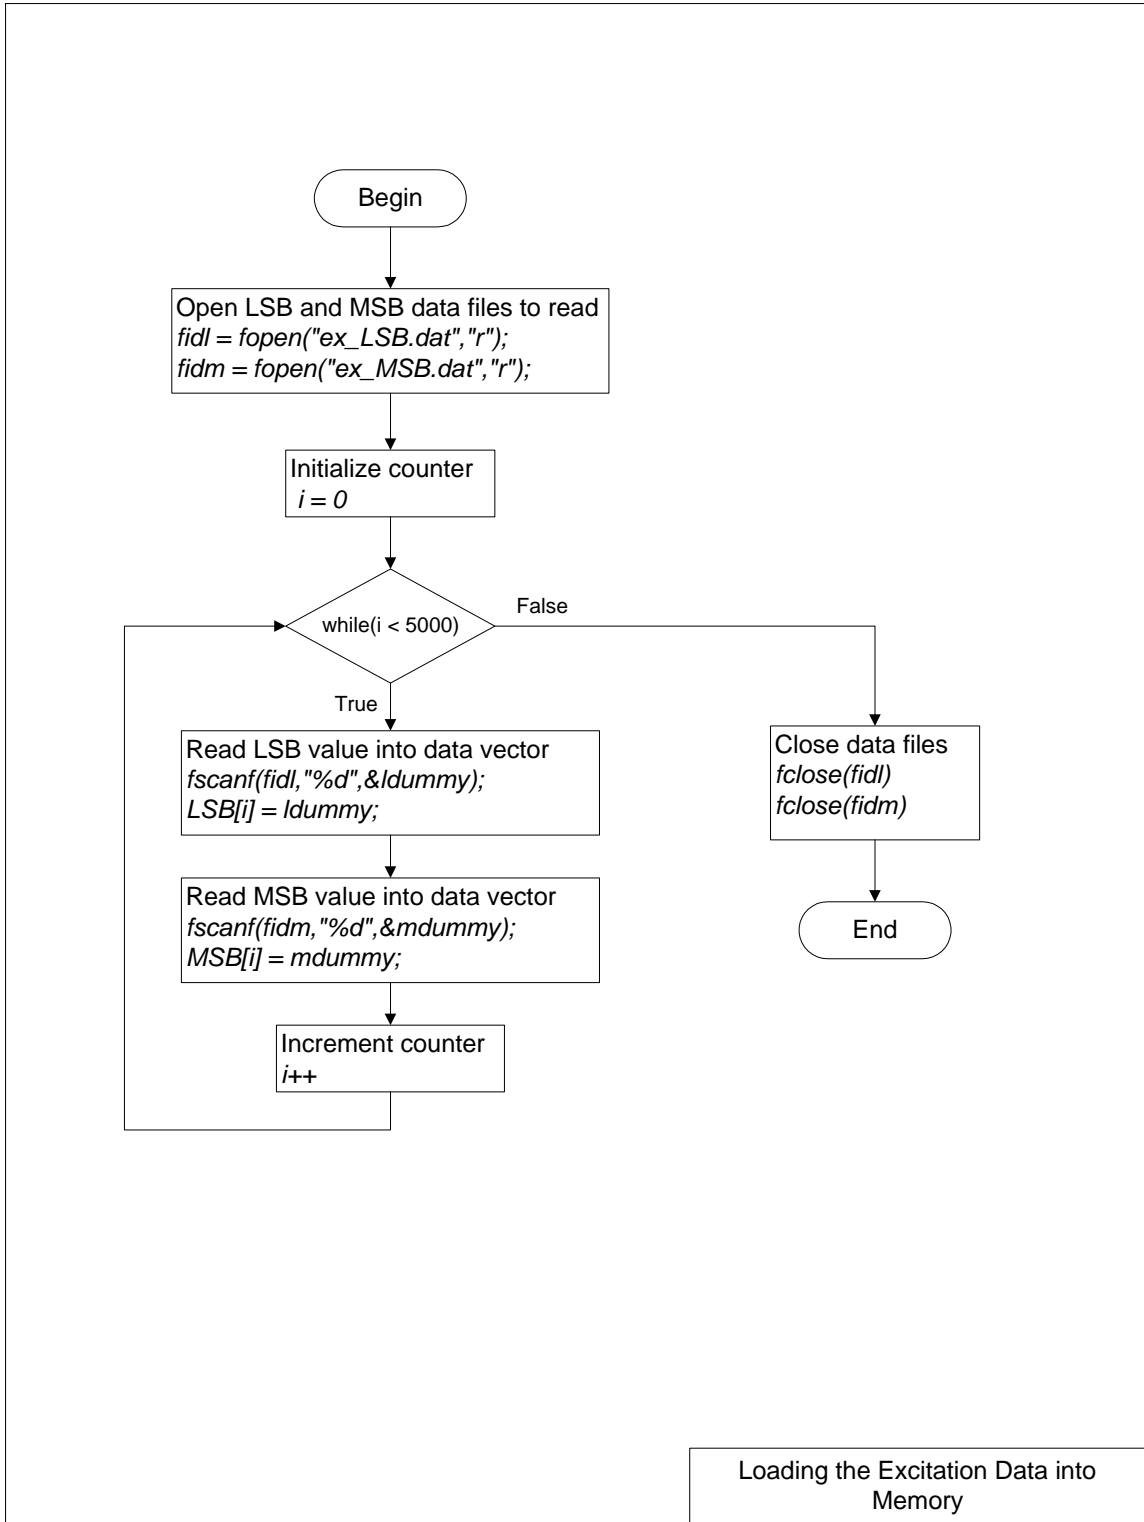 Begin
Open LSB and MSB data files to read
fidl = fopen("ex_LSB.dat","r");
fidm = fopen("ex_MSB.dat","r");
Initialize counter
i = 0
while(i < 5000)
False
True
Read LSB value into data vector
fscanf(fidl,"%d",&ldummy);
LSB[i] = ldummy;
Read MSB value into data vector
fscanf(fidm,"%d",&mdummy);
MSB[i] = mdummy;
Increment counter
i++
Close data files
fclose(fidl)
fclose(fidm)
End
Loading the Excitation Data into
Memory